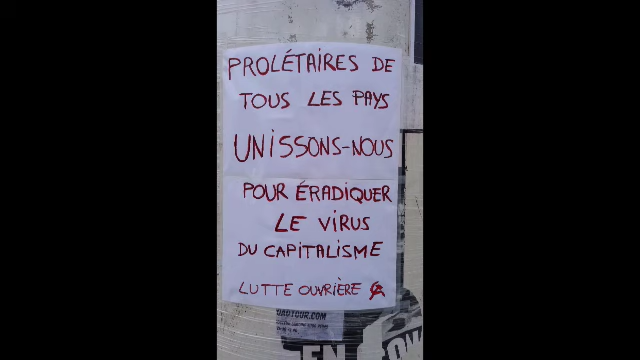 PROLÉTAIRES DE
TOUS LES PAYS
UNISSONS-NOUS
POUR ÉRADIQUER
LE VIRUS
DU CAPITALISME
LUTTE OUVRIÈRE